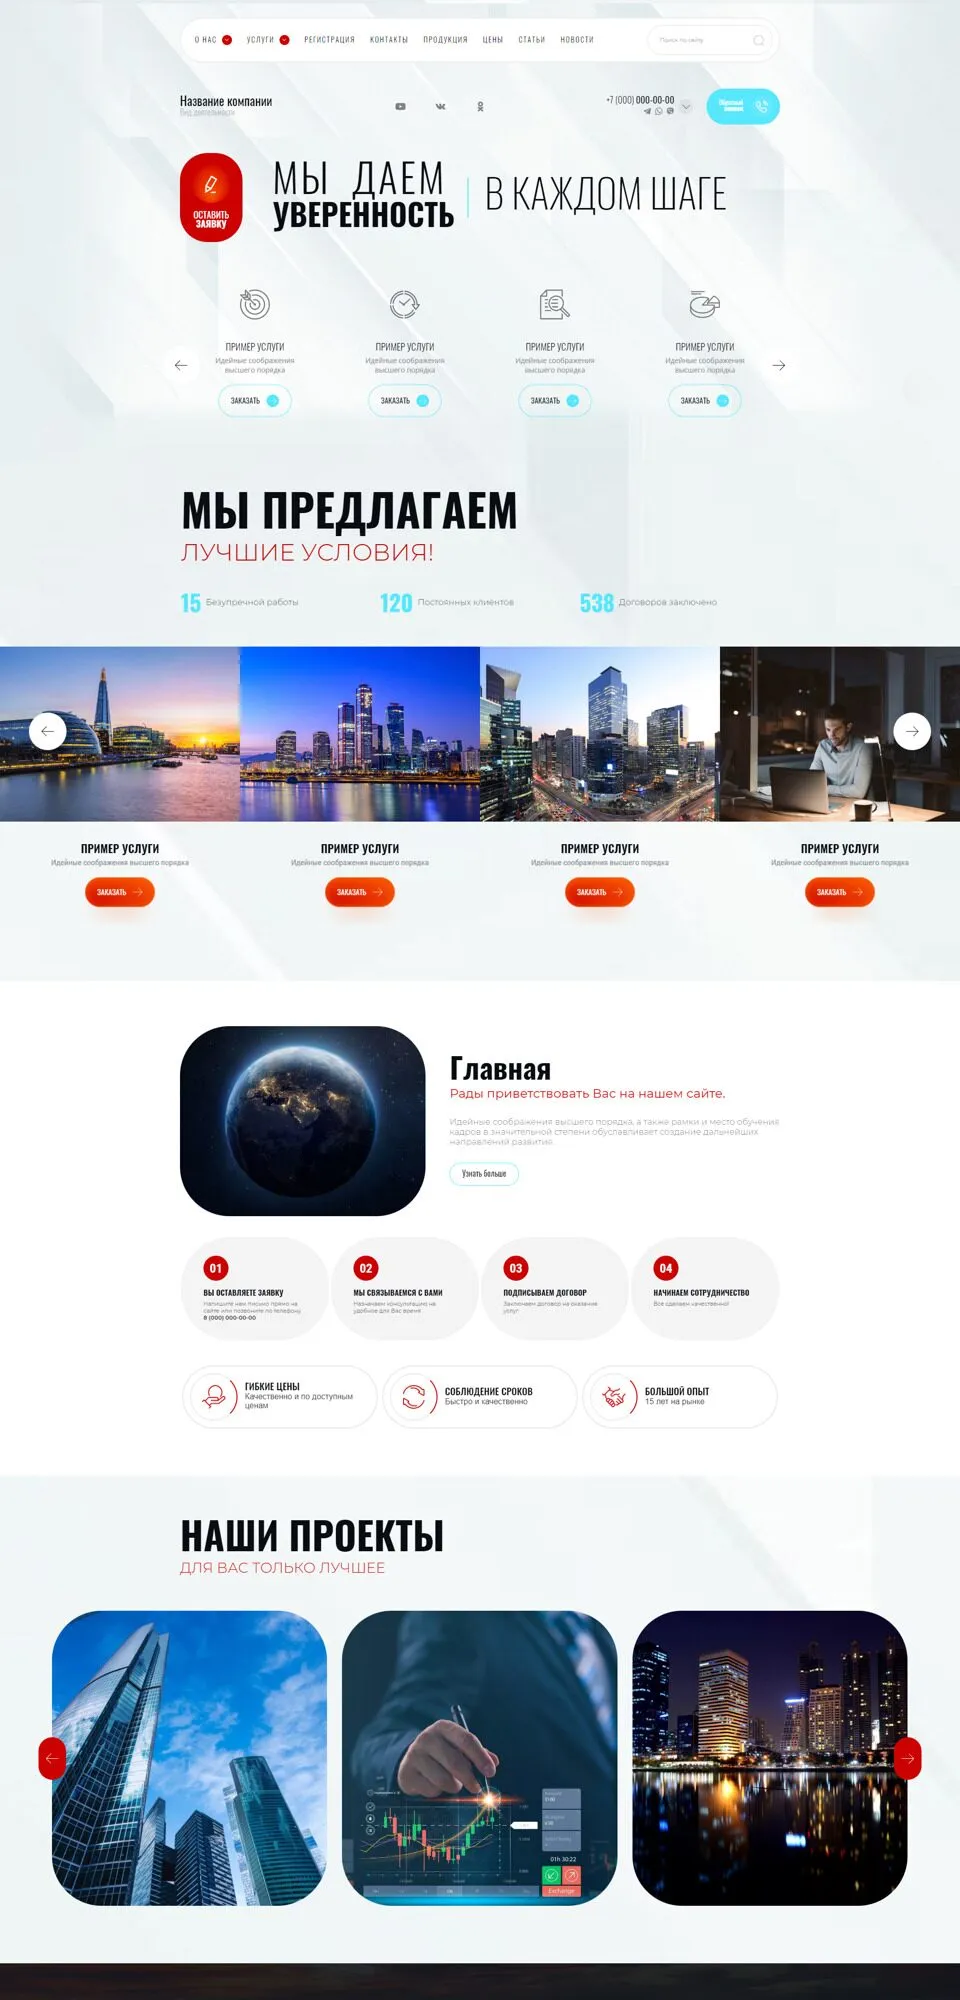 О НАС
УСЛУГИ
РЕГИСТРАЦИЯ
КОНТАКТЫ
ПРОДУКЦИЯ
ЦЕНЫ
СТАТЬИ
НОВОСТИ
Поиск по сайту
Название компании
Вид деятельности
+7 (000) 000-00-00
Обратный
звонок
ОСТАВИТЬ
ЗАЯВКУ
МЫ ДАЕМ
УВЕРЕННОСТЬ
В КАЖДОМ ШАГЕ
ПРИМЕР УСЛУГИ
Идейные соображения
высшего порядка
ЗАКАЗАТЬ
ПРИМЕР УСЛУГИ
Идейные соображения
высшего порядка
ЗАКАЗАТЬ
ПРИМЕР УСЛУГИ
Идейные соображения
высшего порядка
ЗАКАЗАТЬ
ПРИМЕР УСЛУГИ
Идейные соображения
высшего порядка
ЗАКАЗАТЬ
МЫ ПРЕДЛАГАЕМ
ЛУЧШИЕ УСЛОВИЯ!
15 Безупречной работы
120 Постоянных клиентов
538 Договоров заключено
ПРИМЕР УСЛУГИ
Идейные соображения высшего порядка
ЗАКАЗАТЬ
ПРИМЕР УСЛУГИ
Идейные соображения высшего порядка
ЗАКАЗАТЬ
ПРИМЕР УСЛУГИ
Идейные соображения высшего порядка
ЗАКАЗАТЬ
ПРИМЕР УСЛУГИ
Идейные соображения высшего порядка
ЗАКАЗАТЬ
Главная
Рады приветствовать Вас на нашем сайте.
Идейные соображения высшего порядка, а также рамки и место обучения
кадров в значительной степени обуславливает создание дальнейших
направлений развития.
Узнать больше
01
ВЫ ОСТАВЛЯЕТЕ ЗАЯВКУ
Напишите нам письмо прямо на
сайте или позвоните по телефону
8 (000) 000-00-00
02
МЫ СВЯЗЫВАЕМСЯ С ВАМИ
Назначаем консультацию на
удобное для Вас время
03
ПОДПИСЫВАЕМ ДОГОВОР
Заключаем договор на оказание
услуг
04
НАЧИНАЕМ СОТРУДНИЧЕСТВО
Все сделаем качественно!
ГИБКИЕ ЦЕНЫ
Качественно и по доступным
ценам
СОБЛЮДЕНИЕ СРОКОВ
Быстро и качественно
БОЛЬШОЙ ОПЫТ
15 лет на рынке
НАШИ ПРОЕКТЫ
ДЛЯ ВАС ТОЛЬКО ЛУЧШЕЕ
01h 30:22
Exchange